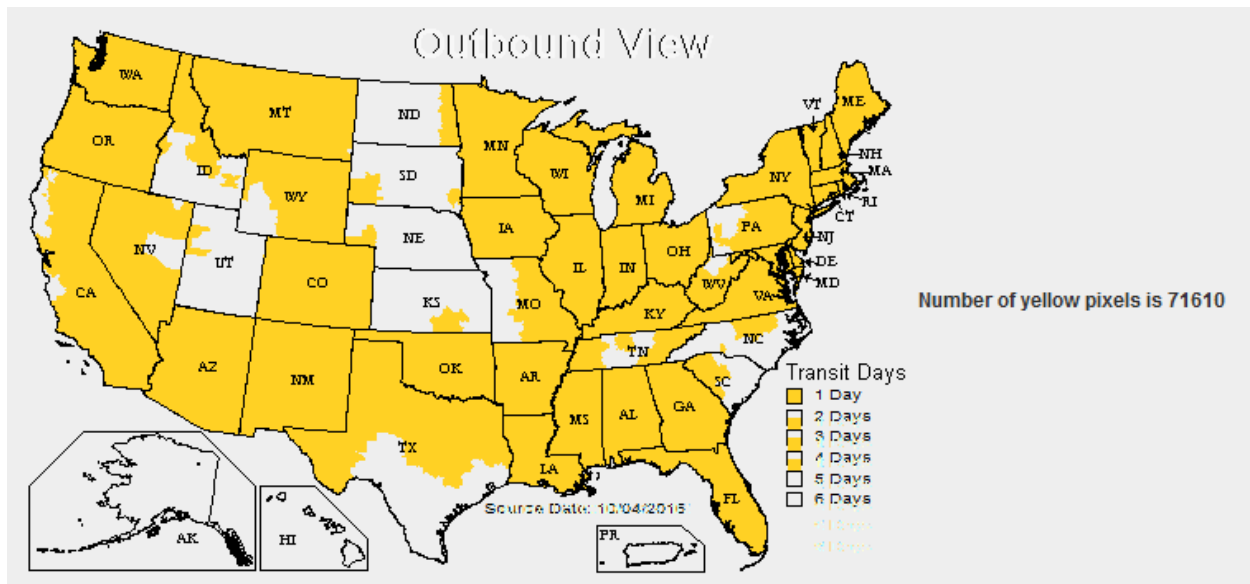 Outbound View
WA
MT
ND
MN
VT
ME
OR
ID
WY
SD
WI
MI
NY
NH
MA
RI
CT
NV
UT
NE
IA
PA
NJ
CA
CO
KS
MO
IL
IN
OH
WV
VA
DE
MD
KY
Number of yellow pixels is 71610
AZ
NM
OK
AR
TN
NC
SC
MS
AL
GA
TX
LA
FL
Transit Days
1 Day
2 Days
3 Days
4 Days
5 Days
6 Days
Source Date: 10/04/2016
AK
HI
PR